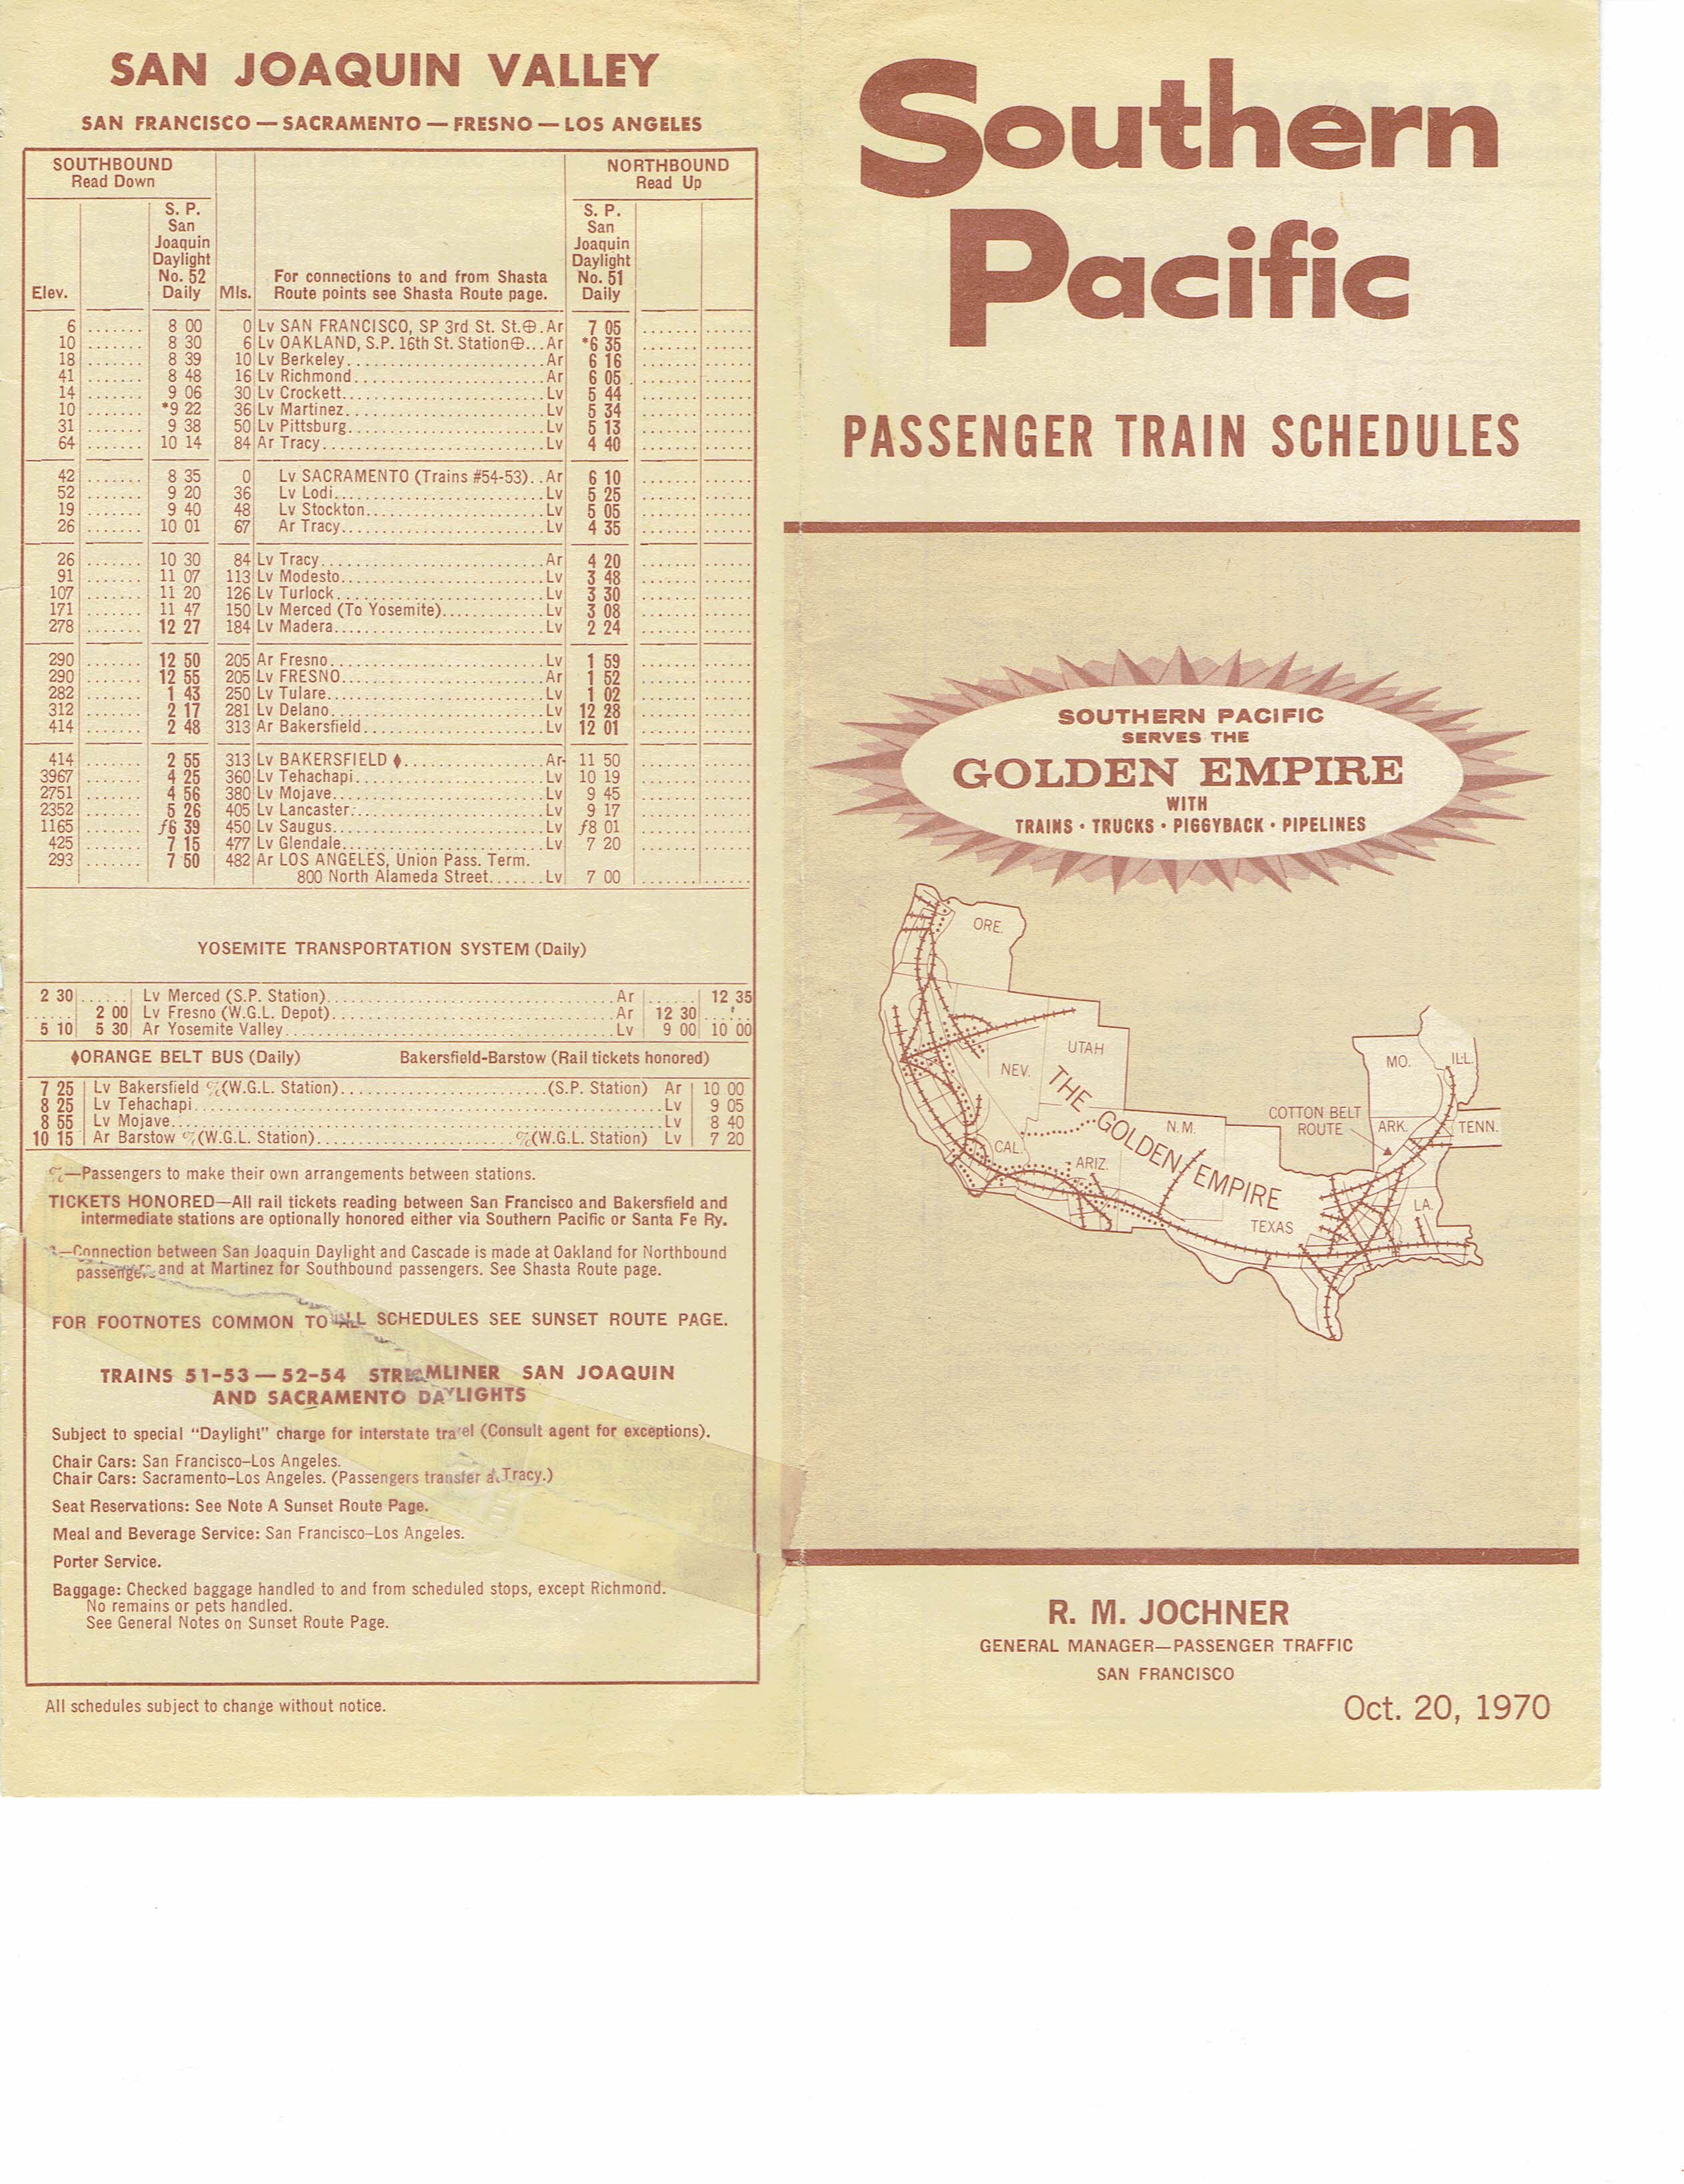 SAN JOAQUIN VALLEY
SAN FRANCISCO — SACRAMENTO — FRESNO — LOS ANGELES
SOUTHBOUND NORTHBOUND
Read Down Read Up
S. P. S. P.
San San
Joaquin Joaquin
Daylight Daylight
No. 52 For connections to and from Shasta No. 51
Elev. Daily Mls. Route points see Shasta Route page. Daily
6 ....... 8 00 0 Lv SAN FRANCISCO, SP 3rd St. St.⊕. Ar 7 05
10 ....... 8 30 6 Lv OAKLAND, S.P. 16th St. Station⊕... Ar *6 35
18 ....... 8 39 10 Lv Berkeley ... Ar 6 16
41 ....... 8 48 16 Lv Richmond ... Ar 6 05
14 ....... 9 06 30 Lv Crockett ... Lv 5 44
10 ....... *9 22 36 Lv Martinez ... Lv 5 34
31 ....... 9 38 50 Lv Pittsburg ... Lv 5 13
64 ....... 10 14 84 Ar Tracy ... Lv 4 40
42 ....... 8 35 0 Lv SACRAMENTO (Trains #54-53).. Ar 6 10
52 ....... 9 20 36 Lv Lodi ... Lv 5 25
19 ....... 9 40 48 Lv Stockton ... Lv 5 05
26 ....... 10 01 67 Ar Tracy ... Lv 4 35
26 ....... 10 30 84 Lv Tracy ... Ar 4 20
91 ....... 11 07 113 Lv Modesto ... Lv 3 48
107 ....... 11 20 126 Lv Turlock ... Lv 3 30
171 ....... 11 47 150 Lv Merced (To Yosemite) ... Lv 3 08
278 ....... 12 27 184 Lv Madera ... Lv 2 24
290 ....... 12 50 205 Ar Fresno ... Lv 1 59
290 ....... 12 55 205 Lv FRESNO ... Ar 1 52
282 ....... 1 43 250 Lv Tulare ... Lv 1 02
312 ....... 2 17 281 Lv Delano ... Lv 12 28
414 ....... 2 48 313 Ar Bakersfield ... Lv 12 01
414 ....... 2 55 313 Lv BAKERSFIELD ♦ ... Ar 11 50
3967 ....... 4 25 360 Lv Tehachapi ... Lv 10 19
2751 ....... 4 56 380 Lv Mojave ... Lv 9 45
2352 ....... 5 26 405 Lv Lancaster ... Lv 9 17
1165 ....... f6 39 450 Lv Saugus ... Lv f8 01
425 ....... 7 15 477 Lv Glendale ... Lv 7 20
293 ....... 7 50 482 Ar LOS ANGELES, Union Pass. Term.
800 North Alameda Street....... Lv 7 00
YOSEMITE TRANSPORTATION SYSTEM (Daily)
2 30 ...... Lv Merced (S.P. Station) ... Ar ...... 12 35
...... 2 00 Lv Fresno (W.G.L. Depot) ... Ar 12 30 ......
5 10 5 30 Ar Yosemite Valley ... Lv 9 00 10 00
♦ORANGE BELT BUS (Daily) Bakersfield-Barstow (Rail tickets honored)
7 25 Lv Bakersfield %(W.G.L. Station) ... (S.P. Station) Ar 10 00
8 25 Lv Tehachapi ... Lv 9 05
8 55 Lv Mojave ... Lv 8 40
10 15 Ar Barstow %(W.G.L. Station) ... %(W.G.L. Station) Lv 7 20
%—Passengers to make their own arrangements between stations.
TICKETS HONORED—All rail tickets reading between San Francisco and Bakersfield and
intermediate stations are optionally honored either via Southern Pacific or Santa Fe Ry.
*—Connection between San Joaquin Daylight and Cascade is made at Oakland for Northbound
passengers and at Martinez for Southbound passengers. See Shasta Route page.
FOR FOOTNOTES COMMON TO ALL SCHEDULES SEE SUNSET ROUTE PAGE.
TRAINS 51-53 — 52-54 STREAMLINER SAN JOAQUIN
AND SACRAMENTO DAYLIGHTS
Subject to special "Daylight" charge for interstate travel (Consult agent for exceptions).
Chair Cars: San Francisco–Los Angeles.
Chair Cars: Sacramento–Los Angeles. (Passengers transfer at Tracy.)
Seat Reservations: See Note A Sunset Route Page.
Meal and Beverage Service: San Francisco–Los Angeles.
Porter Service.
Baggage: Checked baggage handled to and from scheduled stops, except Richmond.
No remains or pets handled.
See General Notes on Sunset Route Page.
All schedules subject to change without notice.
Southern
Pacific
PASSENGER TRAIN SCHEDULES
SOUTHERN PACIFIC
SERVES THE
GOLDEN EMPIRE
WITH
TRAINS • TRUCKS • PIGGYBACK • PIPELINES
ORE.
UTAH
NEV.
MO.
ILL.
THE GOLDEN EMPIRE
COTTON BELT
ROUTE
N.M.
ARK.
TENN.
CAL.
ARIZ.
TEXAS
LA.
R. M. JOCHNER
GENERAL MANAGER—PASSENGER TRAFFIC
SAN FRANCISCO
Oct. 20, 1970